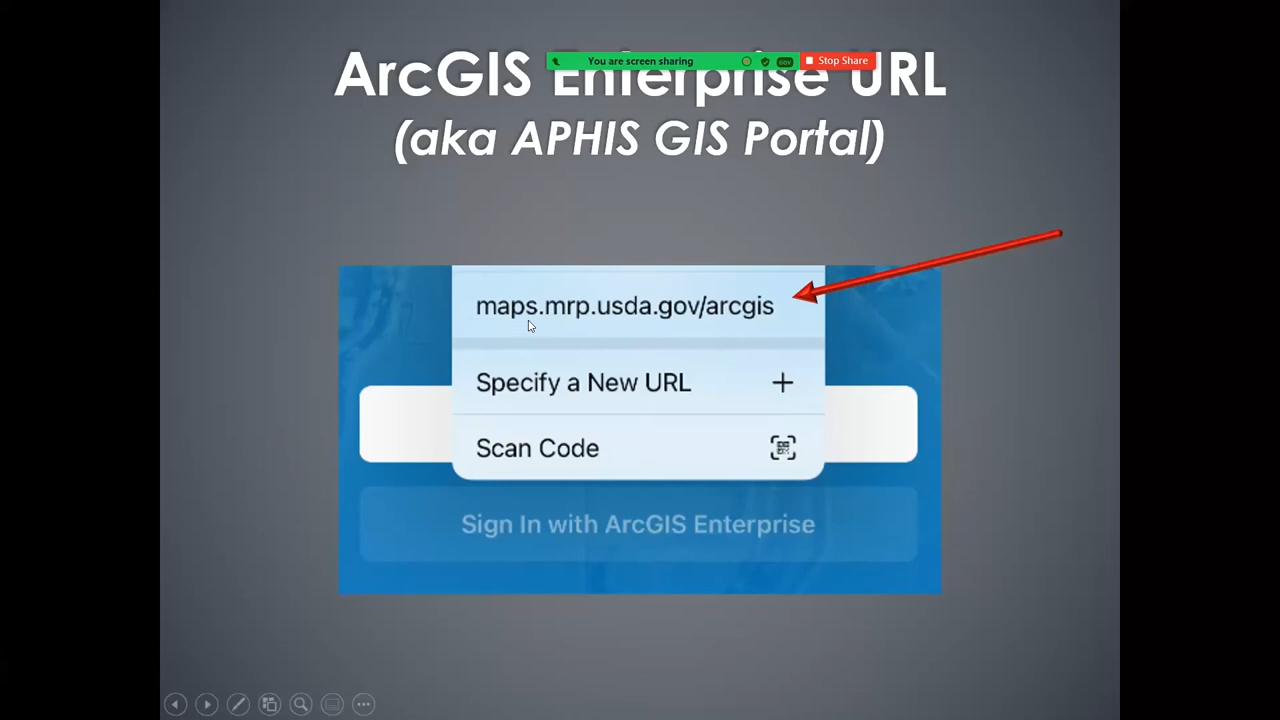 ArcGIS Enterprise URL
You are screen sharing
GOV
Stop Share
(aka APHIS GIS Portal)
maps.mrp.usda.gov/arcgis
Specify a New URL
Scan Code
Sign In with ArcGIS Enterprise